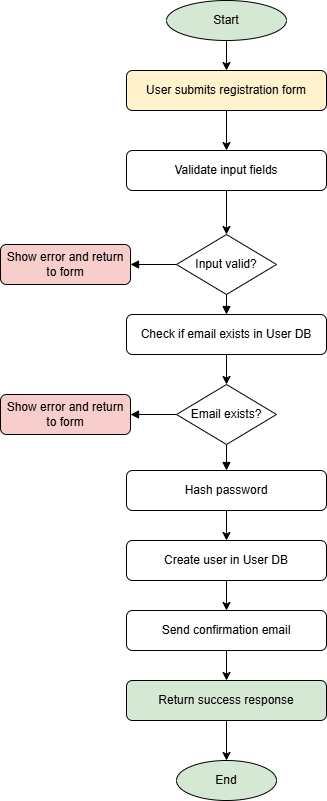 Start
User submits registration form
Validate input fields
Input valid?
Show error and return
to form
Check if email exists in User DB
Email exists?
Show error and return
to form
Hash password
Create user in User DB
Send confirmation email
Return success response
End